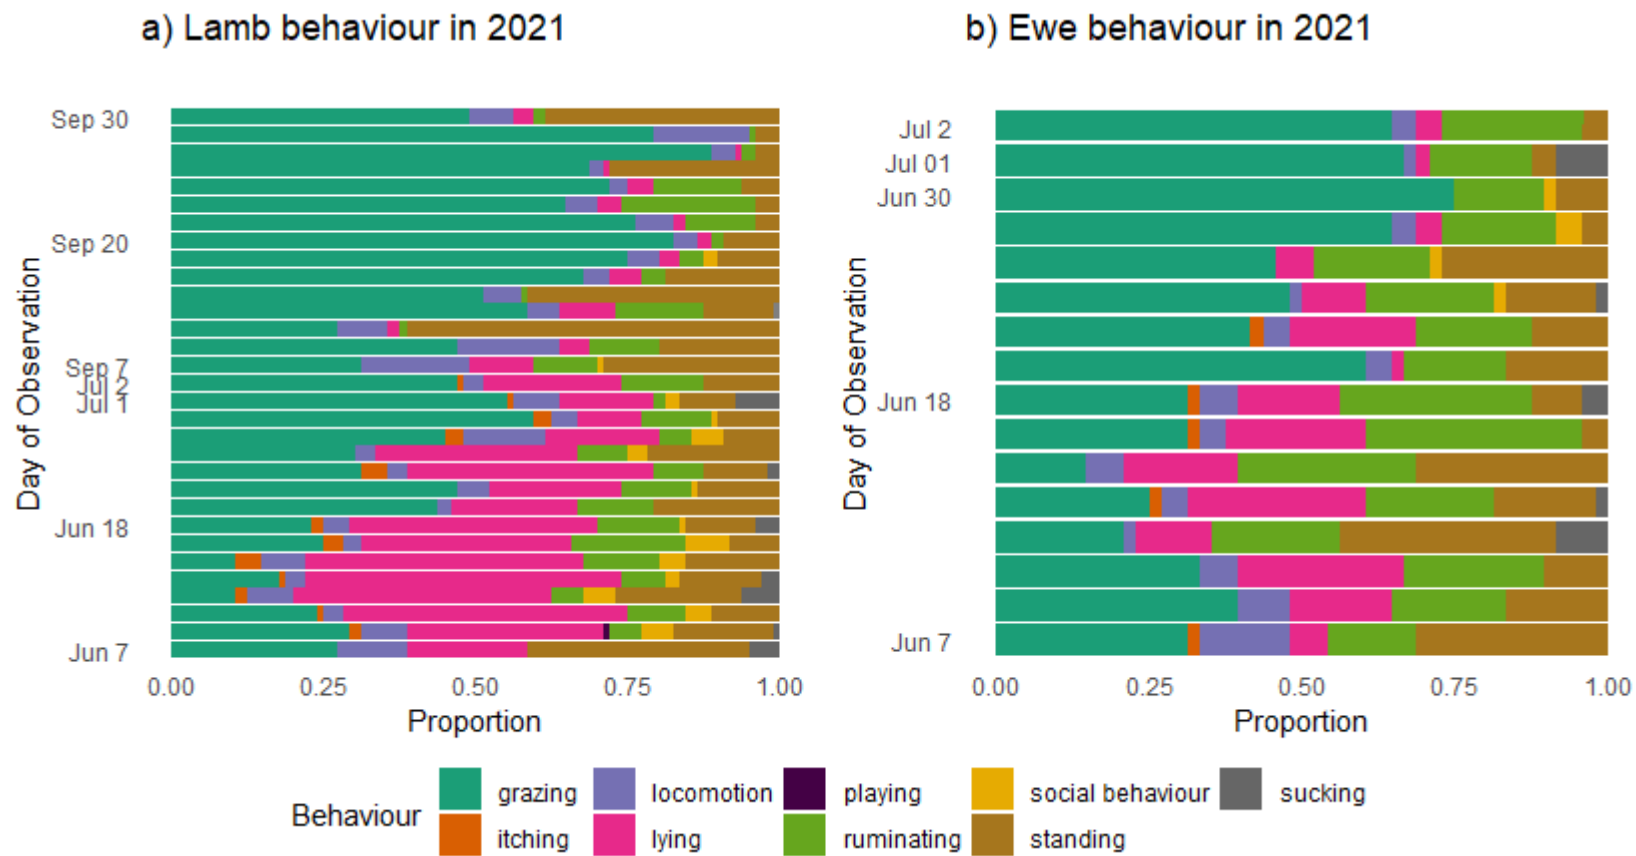 a) Lamb behaviour in 2021
b) Ewe behaviour in 2021
Day of Observation
Sep 30
Sep 20
Sep 7
Jul 2
Jul 1
Jun 18
Jun 7
0.00 0.25 0.50 0.75 1.00
Proportion
Day of Observation
Jul 2
Jul 01
Jun 30
Jun 18
Jun 7
0.00 0.25 0.50 0.75 1.00
Proportion
Behaviour
grazing locomotion playing social behaviour sucking
itching lying ruminating standing